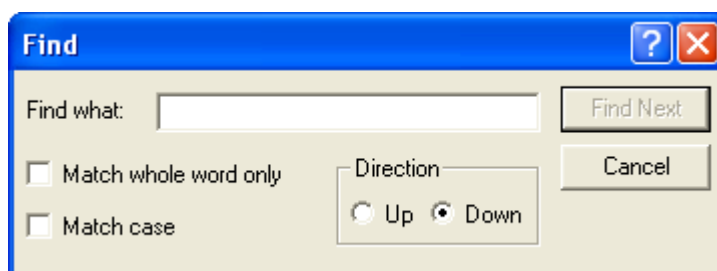 Find
Find what:
Find Next
Match whole word only
Direction
Cancel
Up
Down
Match case